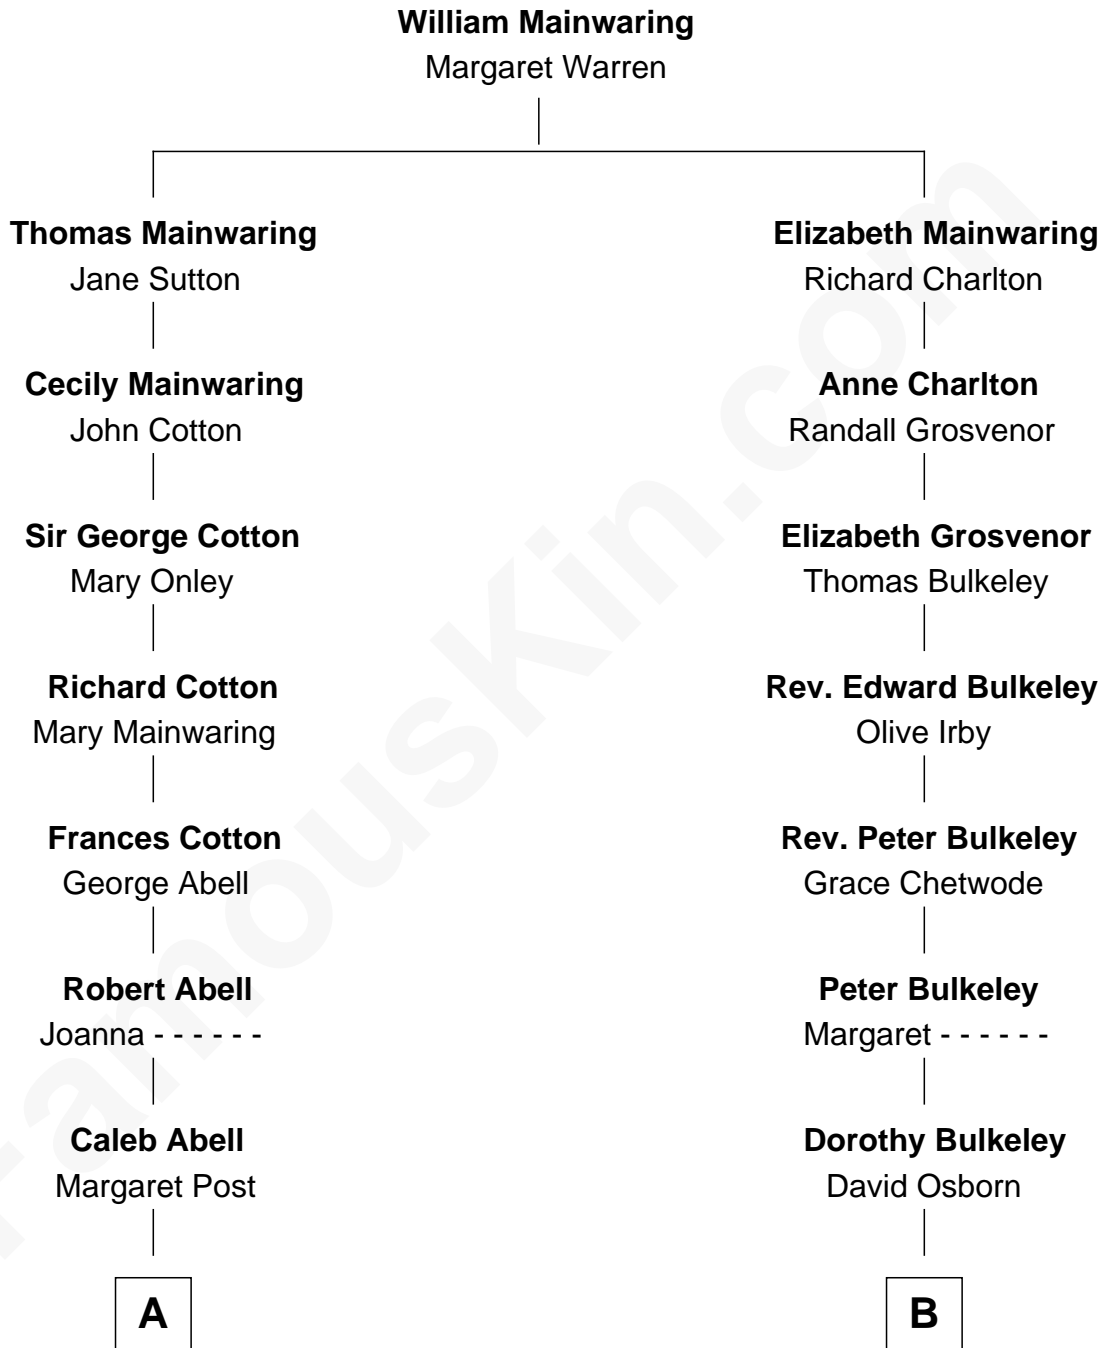 William Mainwaring
Margaret Warren
Thomas Mainwaring
Jane Sutton
Elizabeth Mainwaring
Richard Charlton
Cecily Mainwaring
John Cotton
Anne Charlton
Randall Grosvenor
Sir George Cotton
Mary Onley
Elizabeth Grosvenor
Thomas Bulkeley
Richard Cotton
Mary Mainwaring
Rev. Edward Bulkeley
Olive Irby
Frances Cotton
George Abell
Rev. Peter Bulkeley
Grace Chetwode
Robert Abell
Joanna - - - - - -
Peter Bulkeley
Margaret - - - - - -
Caleb Abell
Margaret Post
Dorothy Bulkeley
David Osborn
A
B
FamousKin.com